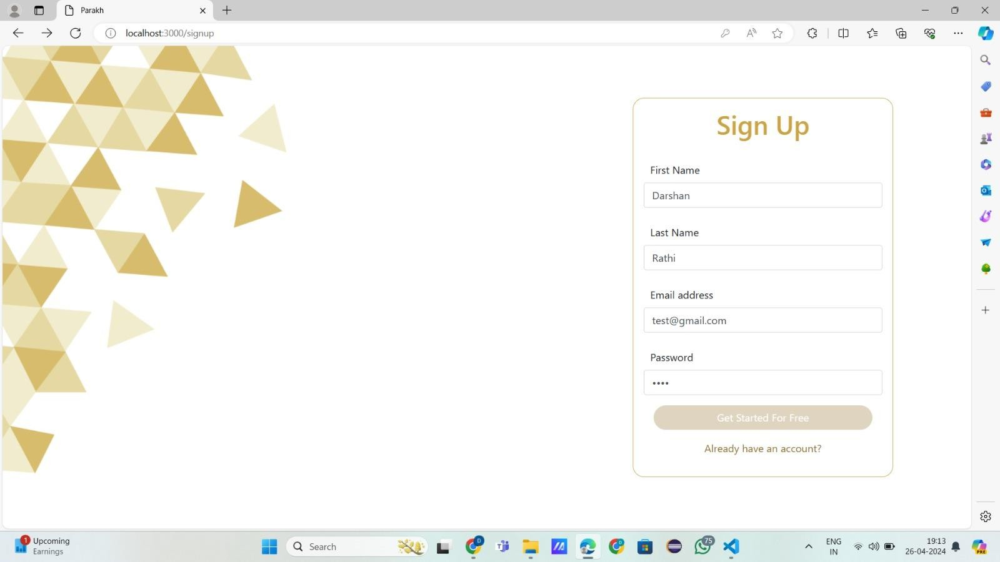 Parakh
localhost:3000/signup
Sign Up
First Name
Darshan
Last Name
Rathi
Email address
test@gmail.com
Password
••••
Get Started For Free
Already have an account?
1
Upcoming
Earnings
Search
D
D
75
ENG
IN
19:13
26-04-2024
PRE